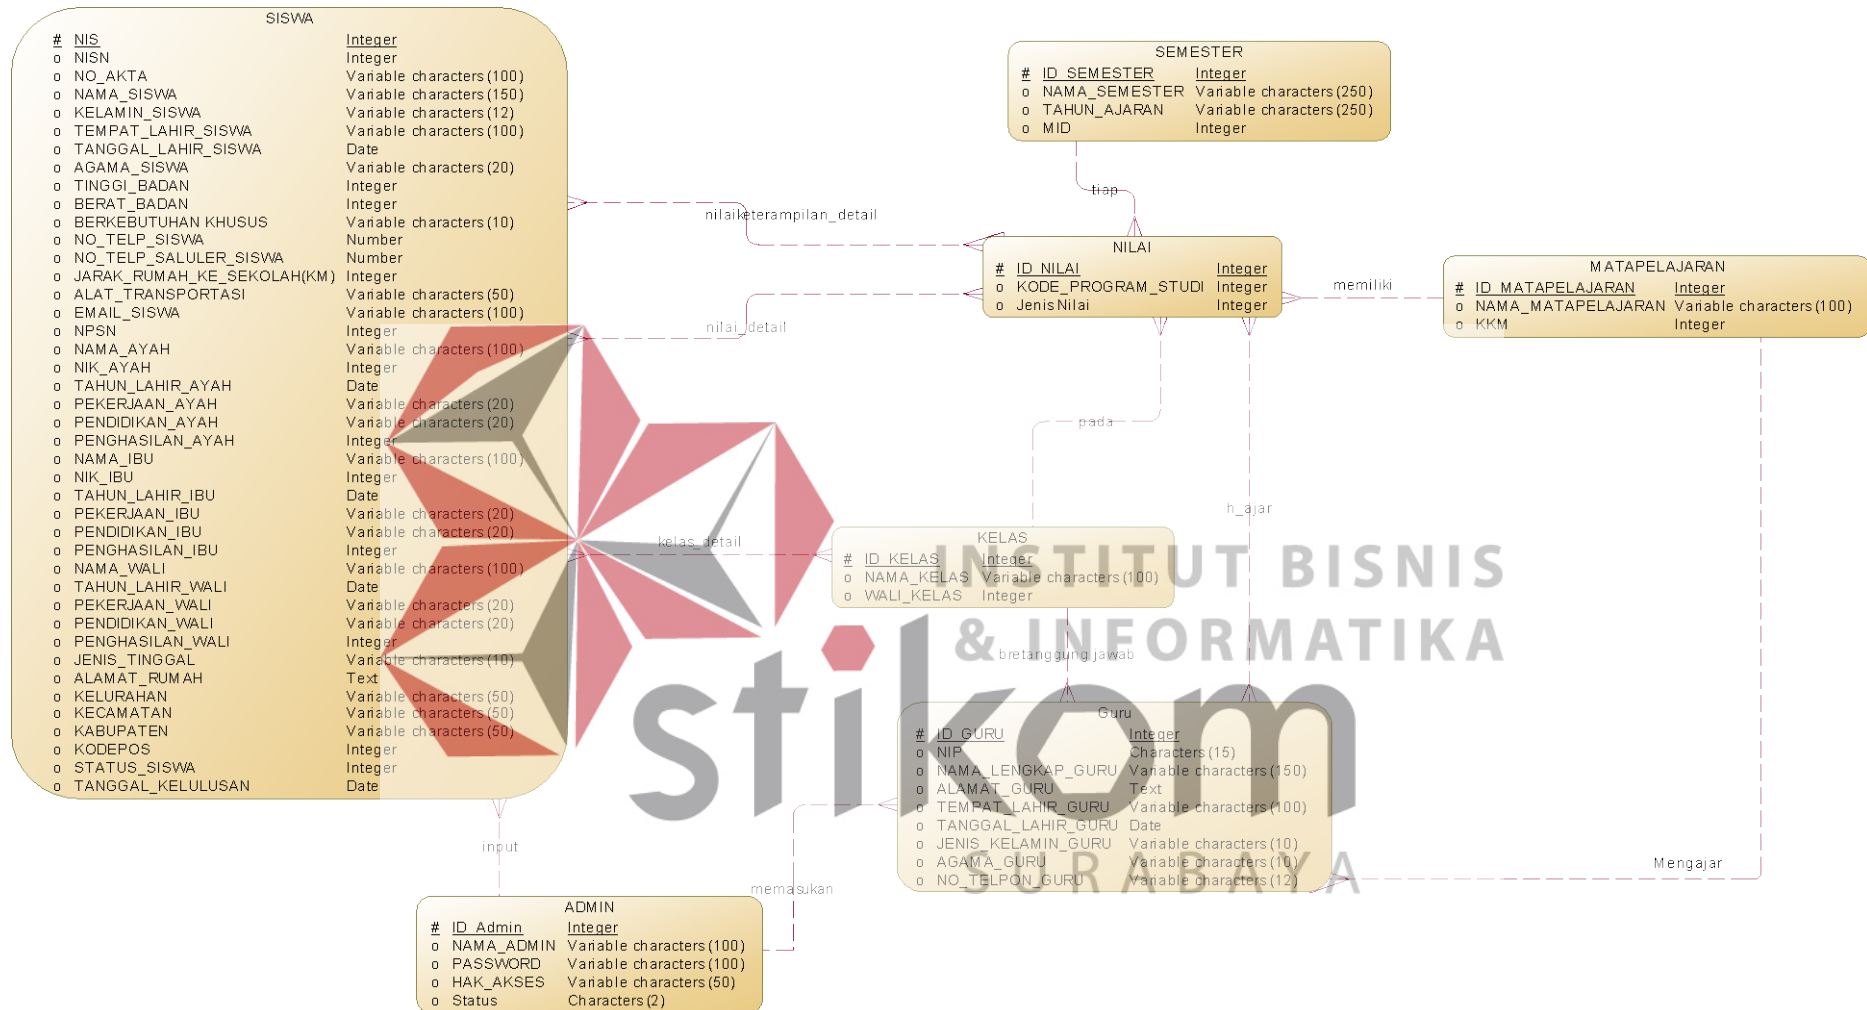 SISWA
# NIS Integer
o NISN Integer
o NO_AKTA Variable characters (100)
o NAMA_SISWA Variable characters (150)
o KELAMIN_SISWA Variable characters (12)
o TEMPAT_LAHIR_SISWA Variable characters (100)
o TANGGAL_LAHIR_SISWA Date
o AGAMA_SISWA Variable characters (20)
o TINGGI_BADAN Integer
o BERAT_BADAN Integer
o BERKEBUTUHAN KHUSUS Variable characters (10)
o NO_TELP_SISWA Number
o NO_TELP_SALULER_SISWA Number
o JARAK_RUMAH_KE_SEKOLAH(KM) Integer
o ALAT_TRANSPORTASI Variable characters (50)
o EMAIL_SISWA Variable characters (100)
o NPSN Integer
o NAMA_AYAH Variable characters (100)
o NIK_AYAH Integer
o TAHUN_LAHIR_AYAH Date
o PEKERJAAN_AYAH Variable characters (20)
o PENDIDIKAN_AYAH Variable characters (20)
o PENGHASILAN_AYAH Integer
o NAMA_IBU Variable characters (100)
o NIK_IBU Integer
o TAHUN_LAHIR_IBU Date
o PEKERJAAN_IBU Variable characters (20)
o PENDIDIKAN_IBU Variable characters (20)
o PENGHASILAN_IBU Integer
o NAMA_WALI Variable characters (100)
o TAHUN_LAHIR_WALI Date
o PEKERJAAN_WALI Variable characters (20)
o PENDIDIKAN_WALI Variable characters (20)
o PENGHASILAN_WALI Integer
o JENIS_TINGGAL Variable characters (10)
o ALAMAT_RUMAH Text
o KELURAHAN Variable characters (50)
o KECAMATAN Variable characters (50)
o KABUPATEN Variable characters (50)
o KODEPOS Integer
o STATUS_SISWA Integer
o TANGGAL_KELULUSAN Date
SEMESTER
# ID_SEMESTER Integer
o NAMA_SEMESTER Variable characters (250)
o TAHUN_AJARAN Variable characters (250)
o MID Integer
tiap
nilaiketerampilan_detail
NILAI
# ID_NILAI Integer
o KODE_PROGRAM_STUDI Integer
o Jenis Nilai Integer
memiliki
MATAPELAJARAN
# ID_MATAPELAJARAN Integer
o NAMA_MATAPELAJARAN Variable characters (100)
o KKM Integer
nilai_detail
pada
h_ajar
kelas_detail
KELAS
# ID_KELAS Integer
o NAMA_KELAS Variable characters (100)
o WALI_KELAS Integer
INSTITUT BISNIS
& INFORMATIKA
bretanggung jawab
stikom
SURABAYA
Guru
# ID_GURU Integer
o NIP Characters (15)
o NAMA_LENGKAP_GURU Variable characters (150)
o ALAMAT_GURU Text
o TEMPAT_LAHIR_GURU Variable characters (100)
o TANGGAL_LAHIR_GURU Date
o JENIS_KELAMIN_GURU Variable characters (10)
o AGAMA_GURU Variable characters (10)
o NO_TELPON_GURU Variable characters (12)
Mengajar
input
memasukan
ADMIN
# ID_Admin Integer
o NAMA_ADMIN Variable characters (100)
o PASSWORD Variable characters (100)
o HAK_AKSES Variable characters (50)
o Status Characters (2)